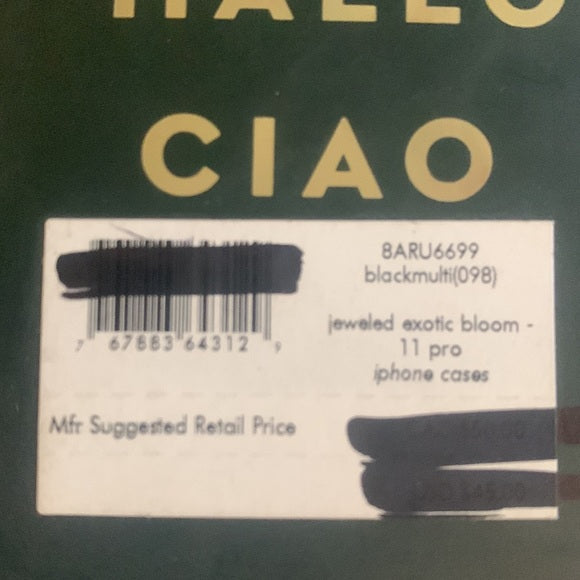 HALLO
CIAO
8ARU6699
blackmulti(098)
jeweled exotic bloom -
11 pro
iphone cases
7 67883 64312 9
Mfr Suggested Retail Price